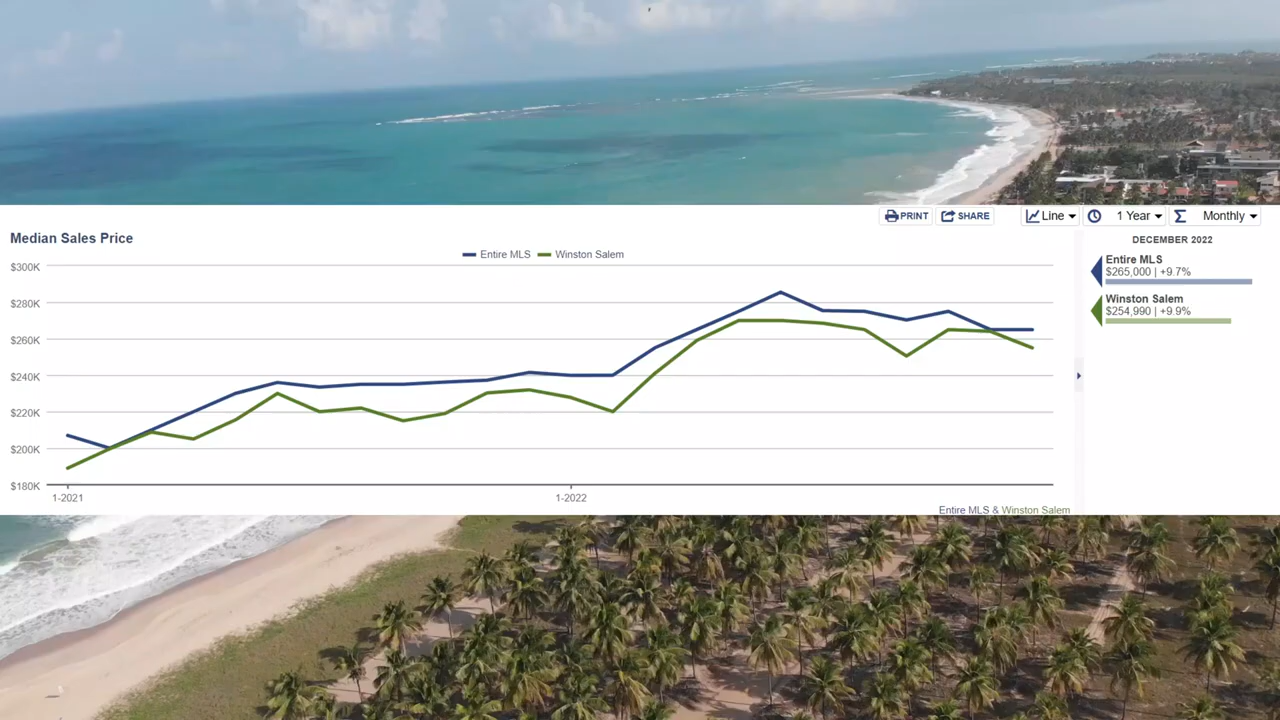 PRINT SHARE Line 1 Year Monthly
Median Sales Price
DECEMBER 2022
Entire MLS Winston Salem
Entire MLS
$265,000 | +9.7%
Winston Salem
$254,990 | +9.9%
$300K
$280K
$260K
$240K
$220K
$200K
$180K
1-2021 1-2022
Entire MLS & Winston Salem